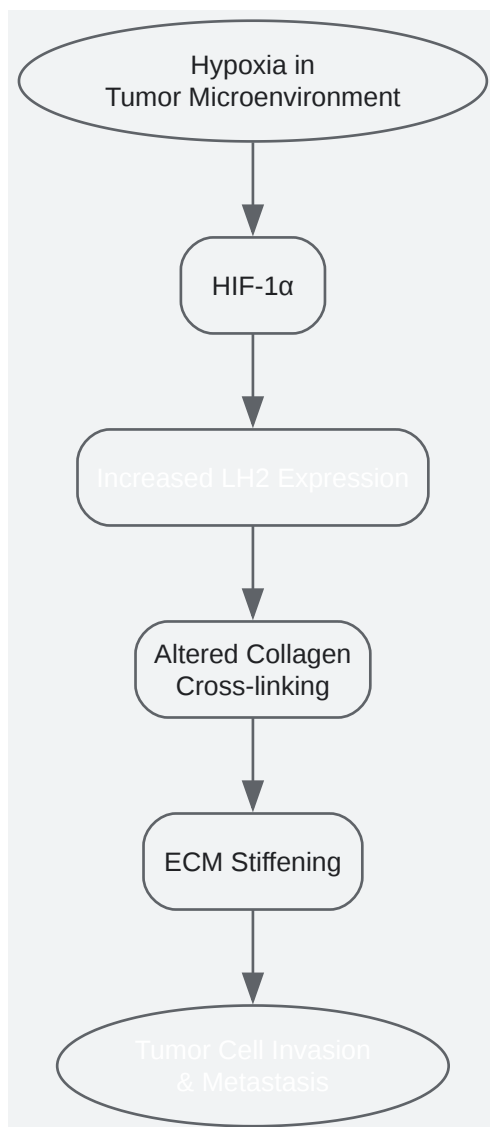 Hypoxia in
Tumor Microenvironment
HIF-1α
Increased LH2 Expression
Altered Collagen
Cross-linking
ECM Stiffening
Tumor Cell Invasion
& Metastasis